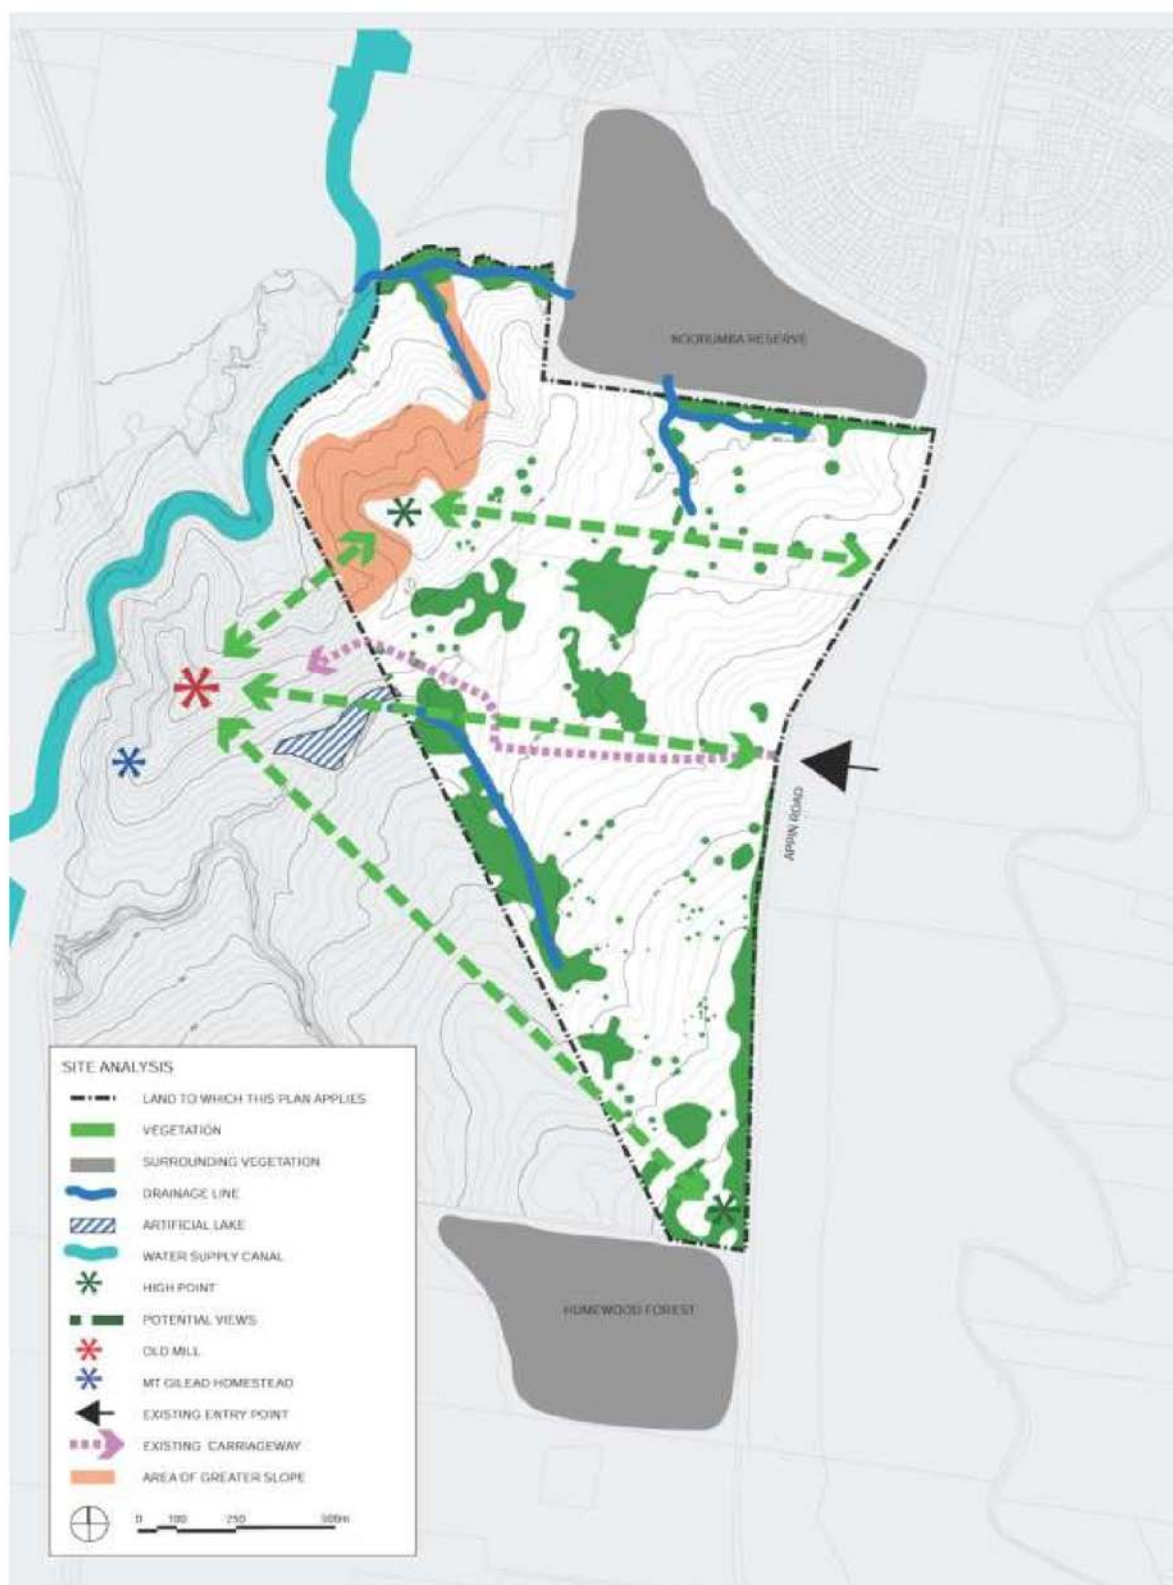 NOORUMBA RESERVE
APPIN ROAD
HUMEWOOD FOREST
SITE ANALYSIS
LAND TO WHICH THIS PLAN APPLIES
VEGETATION
SURROUNDING VEGETATION
DRAINAGE LINE
ARTIFICIAL LAKE
WATER SUPPLY CANAL
HIGH POINT
POTENTIAL VIEWS
OLD MILL
MT GILEAD HOMESTEAD
EXISTING ENTRY POINT
EXISTING CARRIAGEWAY
AREA OF GREATER SLOPE
0 100 250 500m